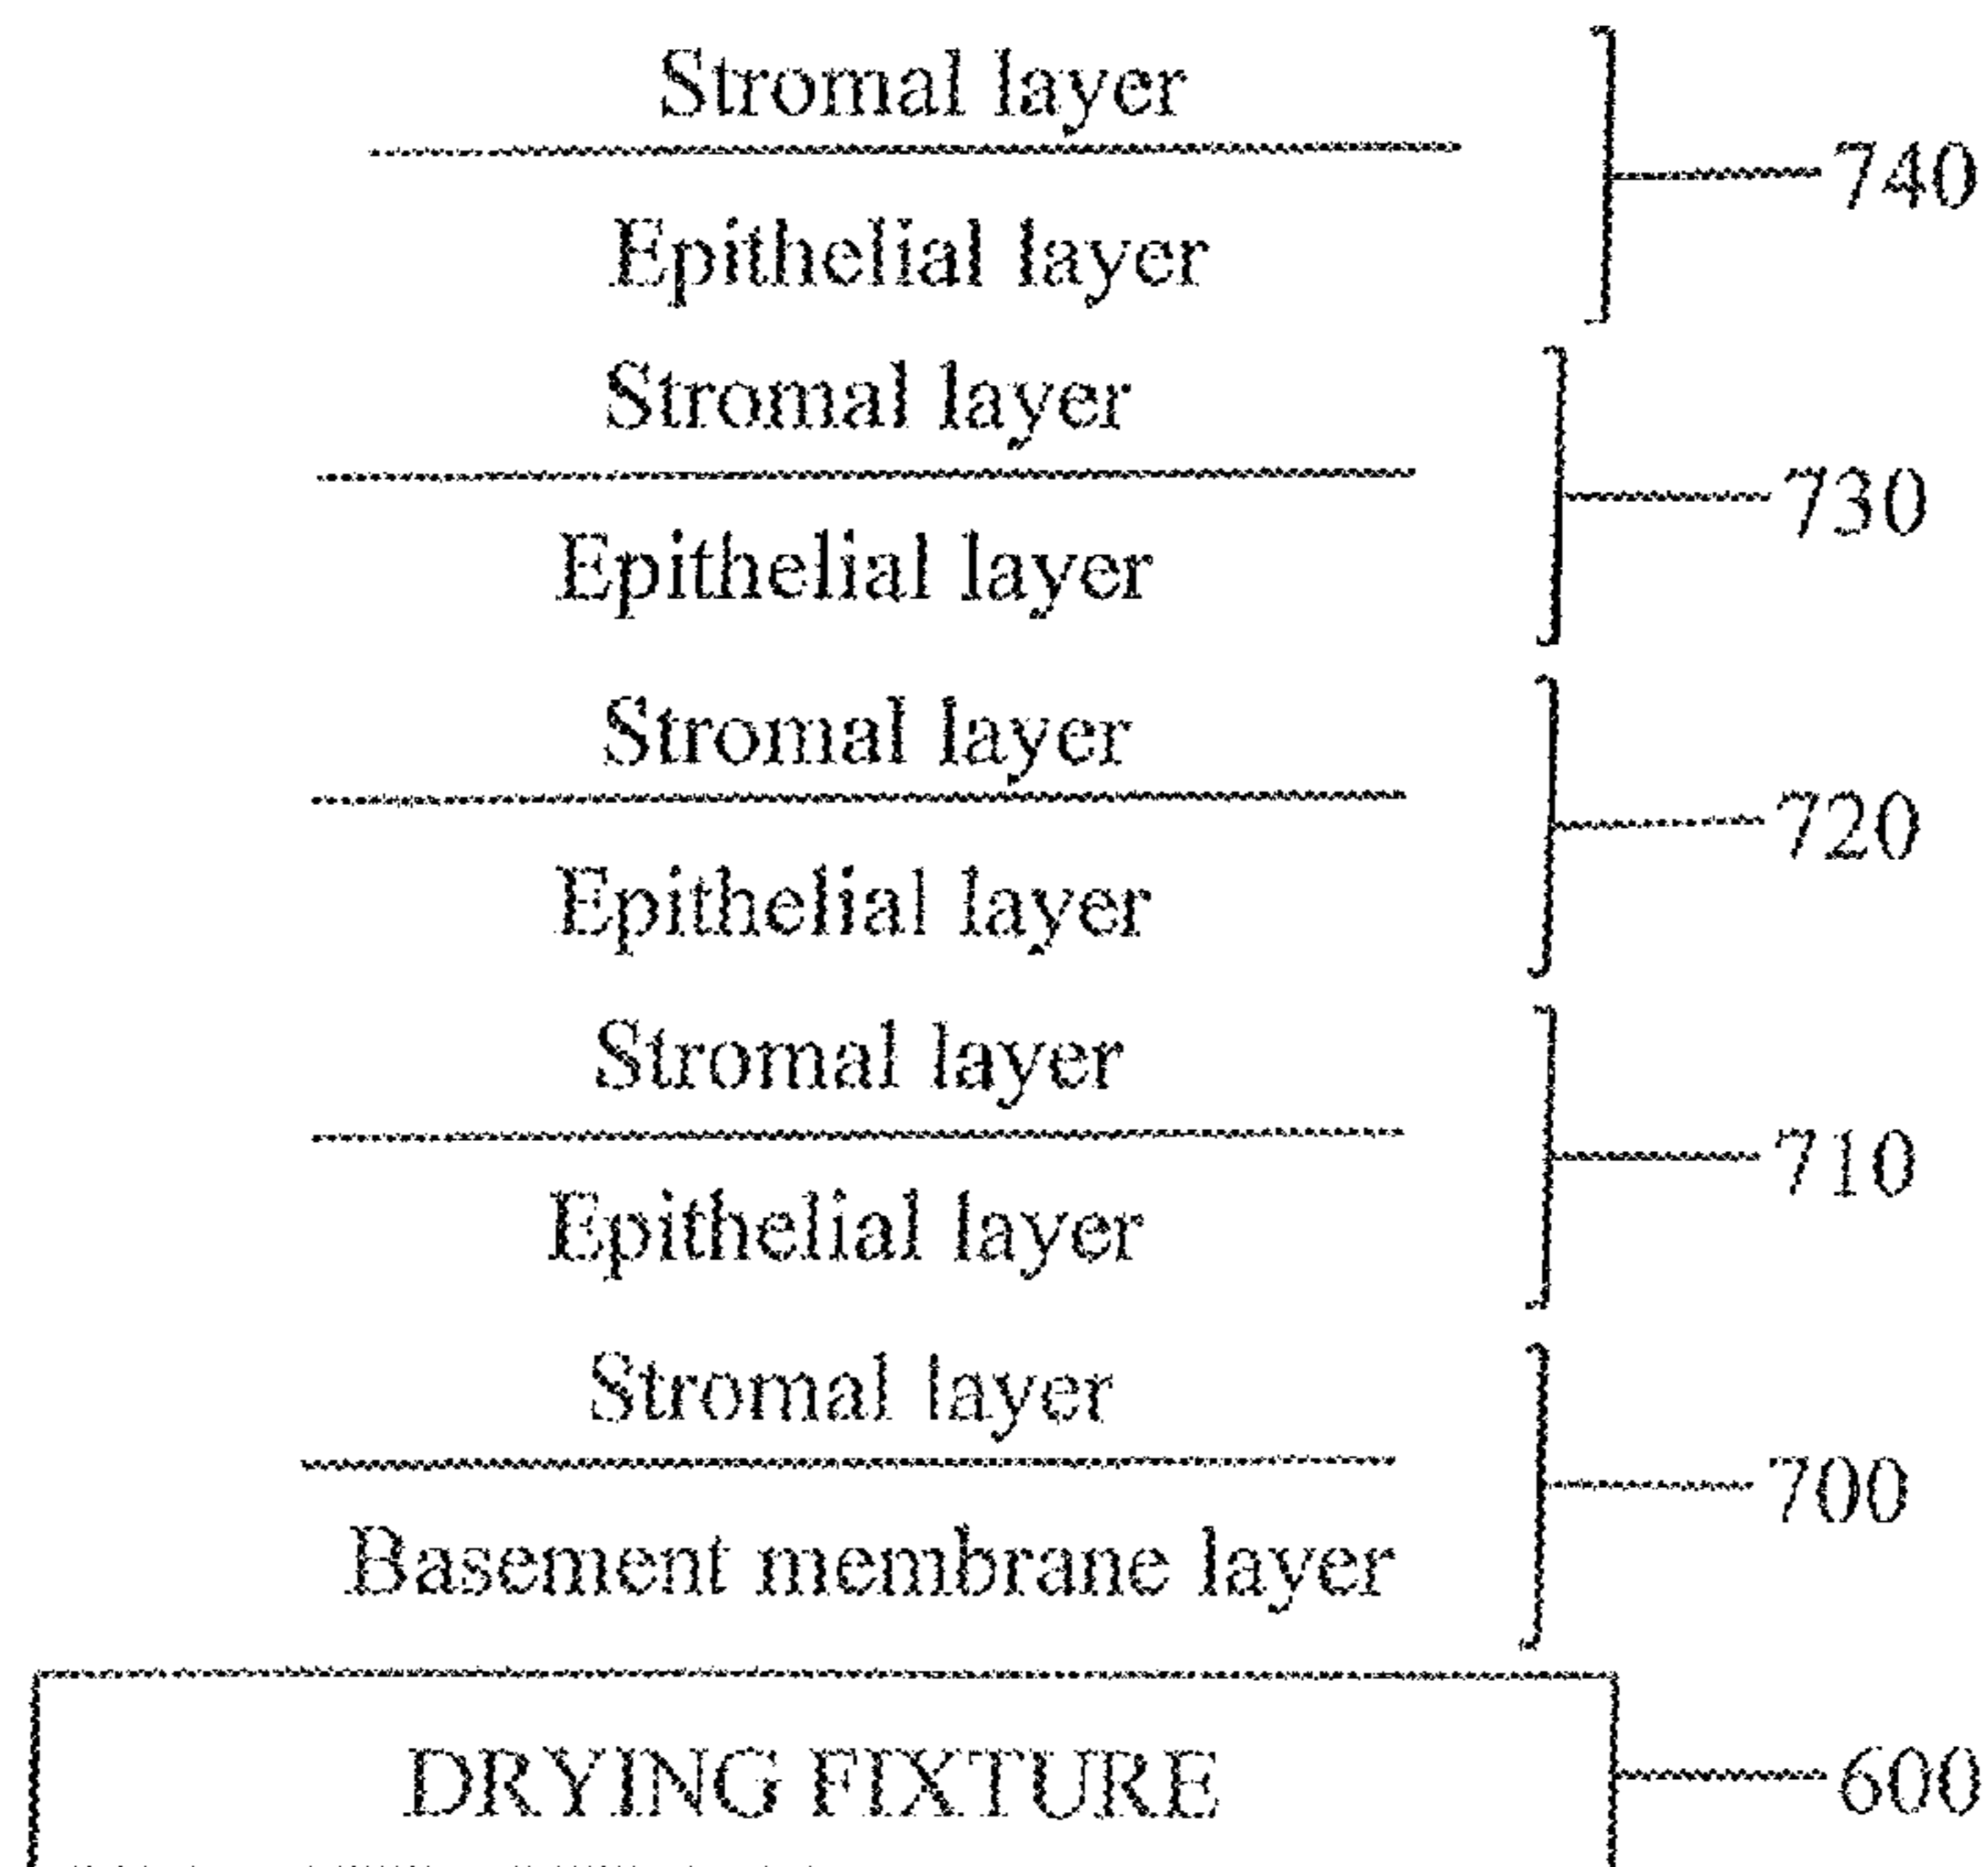 Stromal layer
740
Epithelial layer
Stromal layer
730
Epithelial layer
Stromal layer
720
Epithelial layer
Stromal layer
710
Epithelial layer
Stromal layer
700
Basement membrane layer
DRYING FIXTURE
600